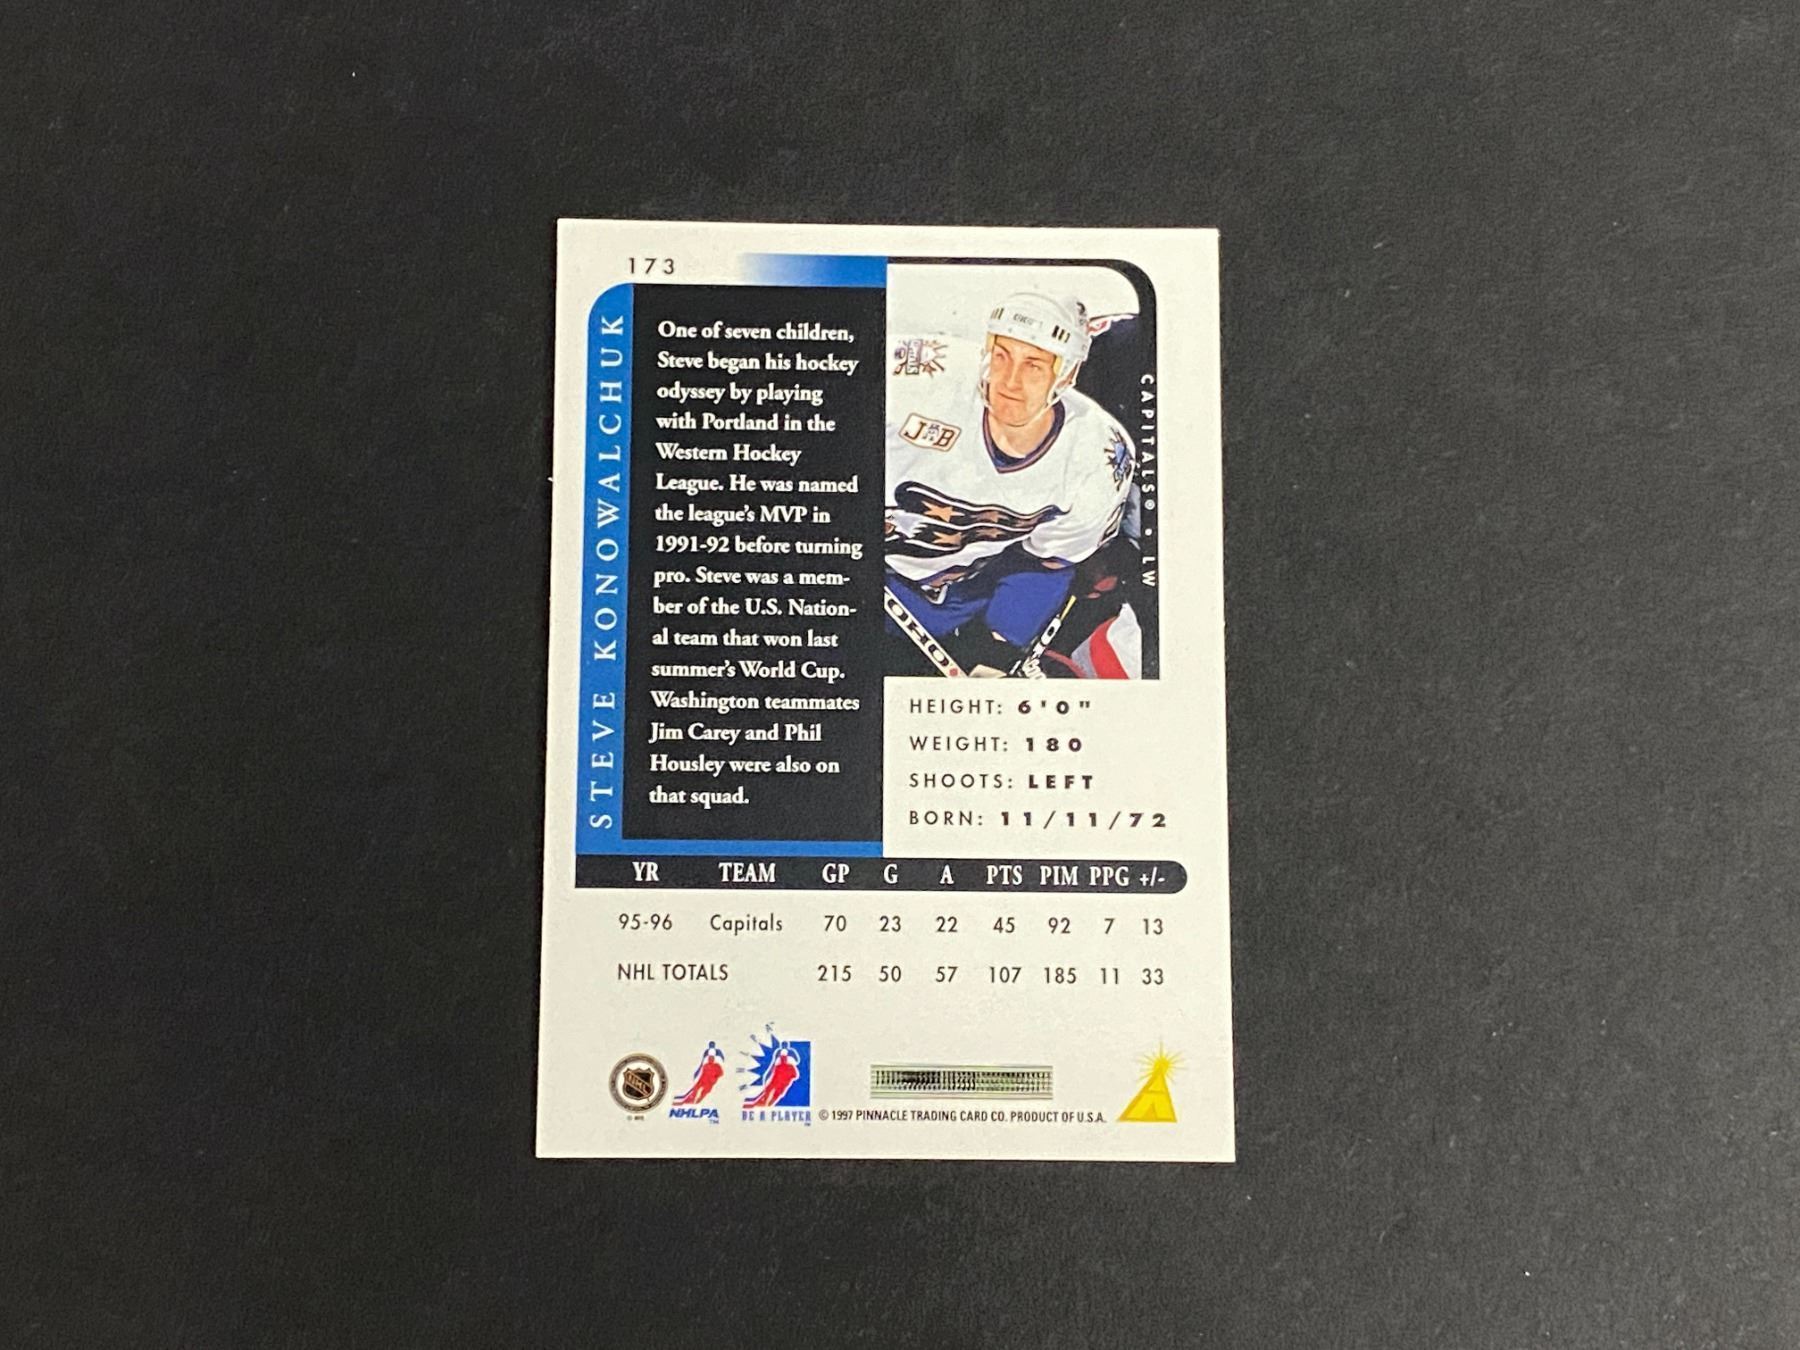 173
STEVE KONOWALCHUK
One of seven children,
Steve began his hockey
odyssey by playing
with Portland in the
Western Hockey
League. He was named
the league's MVP in
1991-92 before turning
pro. Steve was a mem-
ber of the U.S. Nation-
al team that won last
summer's World Cup.
Washington teammates
Jim Carey and Phil
Housley were also on
that squad.
JB
CAPITALS® • LW
HEIGHT: 6'0"
WEIGHT: 180
SHOOTS: LEFT
BORN: 11/11/72
YR TEAM GP G A PTS PIM PPG +/-
95-96 Capitals 70 23 22 45 92 7 13
NHL TOTALS 215 50 57 107 185 11 33
NHL
NHLPA™
NHLPA™
BE A PLAYER™
© 1997 PINNACLE TRADING CARD CO. PRODUCT OF U.S.A.